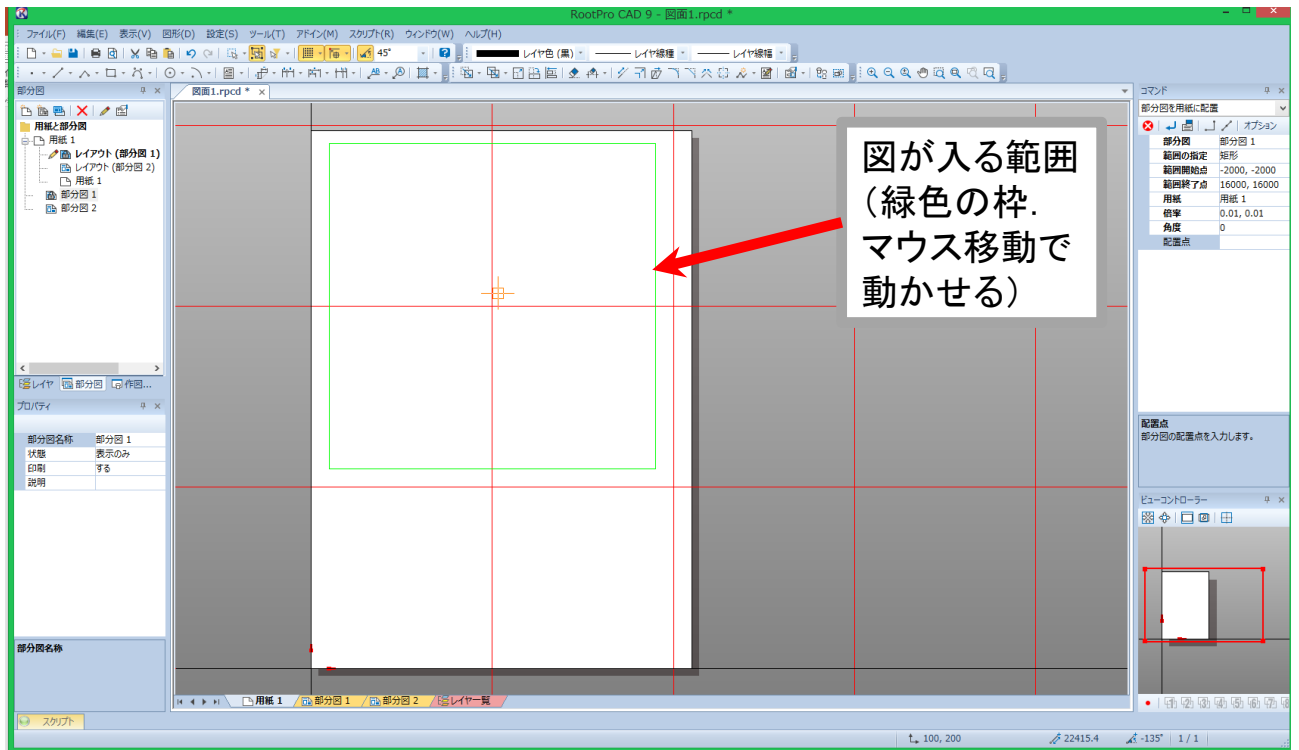 RootPro CAD 9 - 図面1.rpcd *
ファイル(F) 編集(E) 表示(V) 図形(D) 設定(S) ツール(T) アドイン(M) スクリプト(R) ウィンドウ(W) ヘルプ(H)
45° レイヤ色 (黒) レイヤ線種 レイヤ線幅
部分図
図面1.rpcd *
用紙と部分図
用紙 1
レイアウト (部分図 1)
レイアウト (部分図 2)
用紙 1
部分図 1
部分図 2
レイヤ 部分図 作図...
プロパティ
部分図名称 部分図 1
状態 表示のみ
印刷 する
説明
部分図名称
図が入る範囲
（緑色の枠.
マウス移動で
動かせる）
コマンド
部分図を用紙に配置
オプション
部分図 部分図 1
範囲の指定 矩形
範囲開始点 -2000, -2000
範囲終了点 16000, 16000
用紙 用紙 1
倍率 0.01, 0.01
角度 0
配置点
配置点
部分図の配置点を入力します。
ビューコントローラー
用紙 1 部分図 1 部分図 2 レイヤ一覧
スクリプト
100, 200 22415.4 -135° 1 / 1